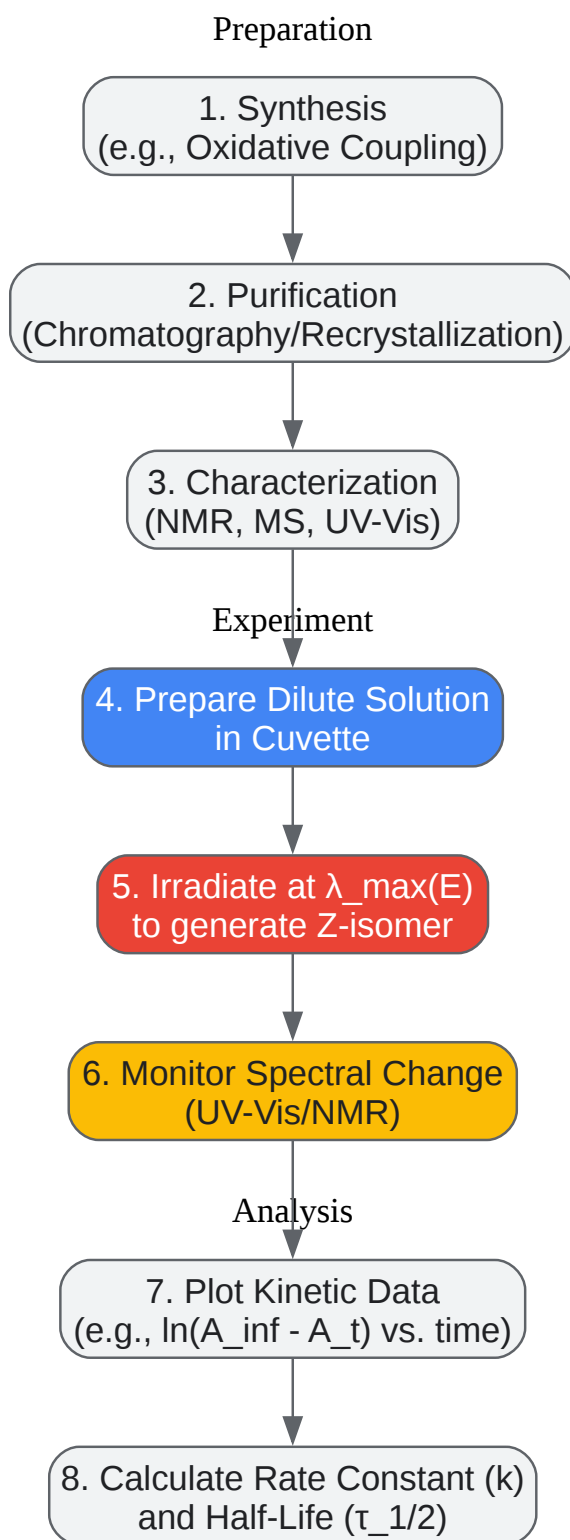 Preparation
1. Synthesis
(e.g., Oxidative Coupling)
2. Purification
(Chromatography/Recrystallization)
3. Characterization
(NMR, MS, UV-Vis)
Experiment
4. Prepare Dilute Solution
in Cuvette
5. Irradiate at λ_max(E)
to generate Z-isomer
6. Monitor Spectral Change
(UV-Vis/NMR)
Analysis
7. Plot Kinetic Data
(e.g., ln(A_inf - A_t) vs. time)
8. Calculate Rate Constant (k)
and Half-Life (τ_1/2)